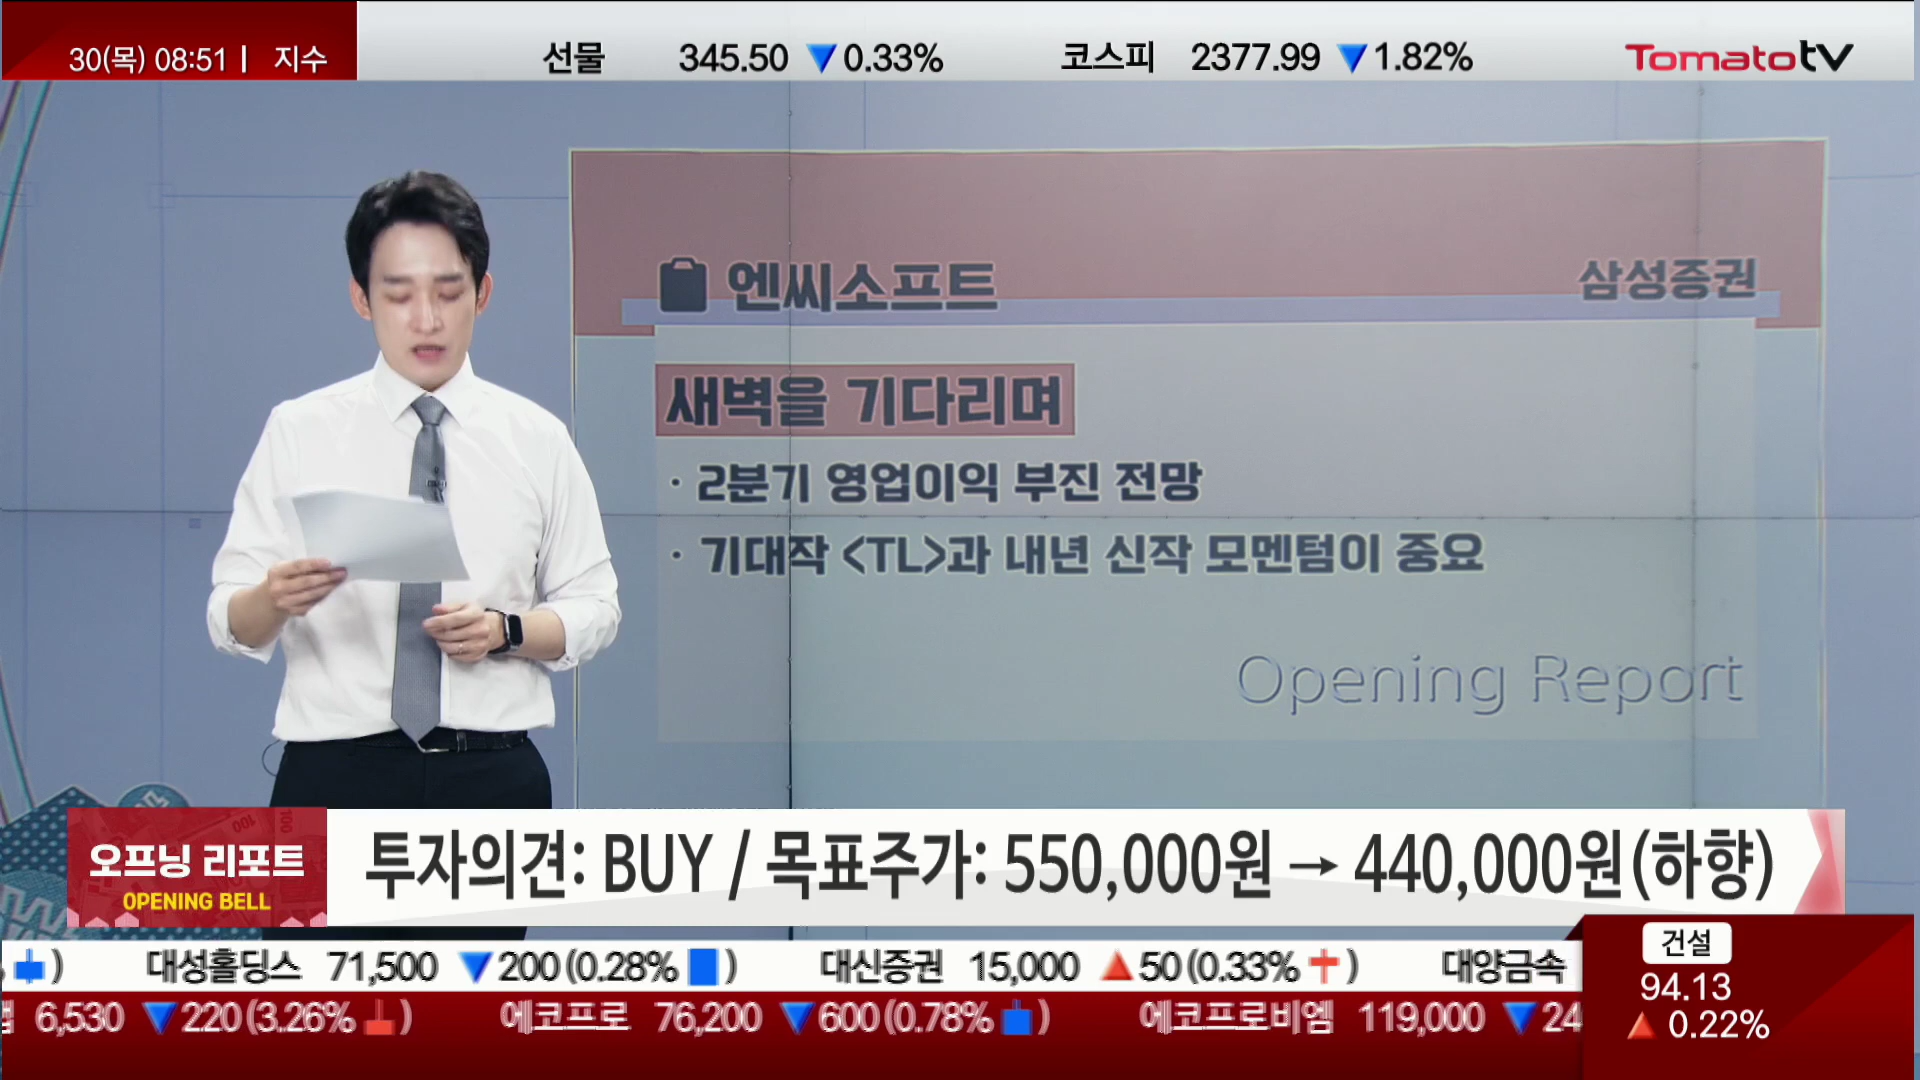 30(목) 08:51 | 지수 선물 345.50 ▼0.33% 코스피 2377.99 ▼1.82% Tomatotv
엔씨소프트 삼성증권
새벽을 기다리며
· 2분기 영업이익 부진 전망
· 기대작 <TL>과 내년 신작 모멘텀이 중요
Opening Report
오프닝 리포트
OPENING BELL
투자의견: BUY / 목표주가: 550,000원 → 440,000원(하향)
) 대성홀딩스 71,500 ▼200(0.28% ) 대신증권 15,000 ▲50(0.33% ) 대양금속
6,530 ▼220(3.26% ) 에코프로 76,200 ▼600(0.78% ) 에코프로비엠 119,000 ▼24
건설
94.13
▲ 0.22%